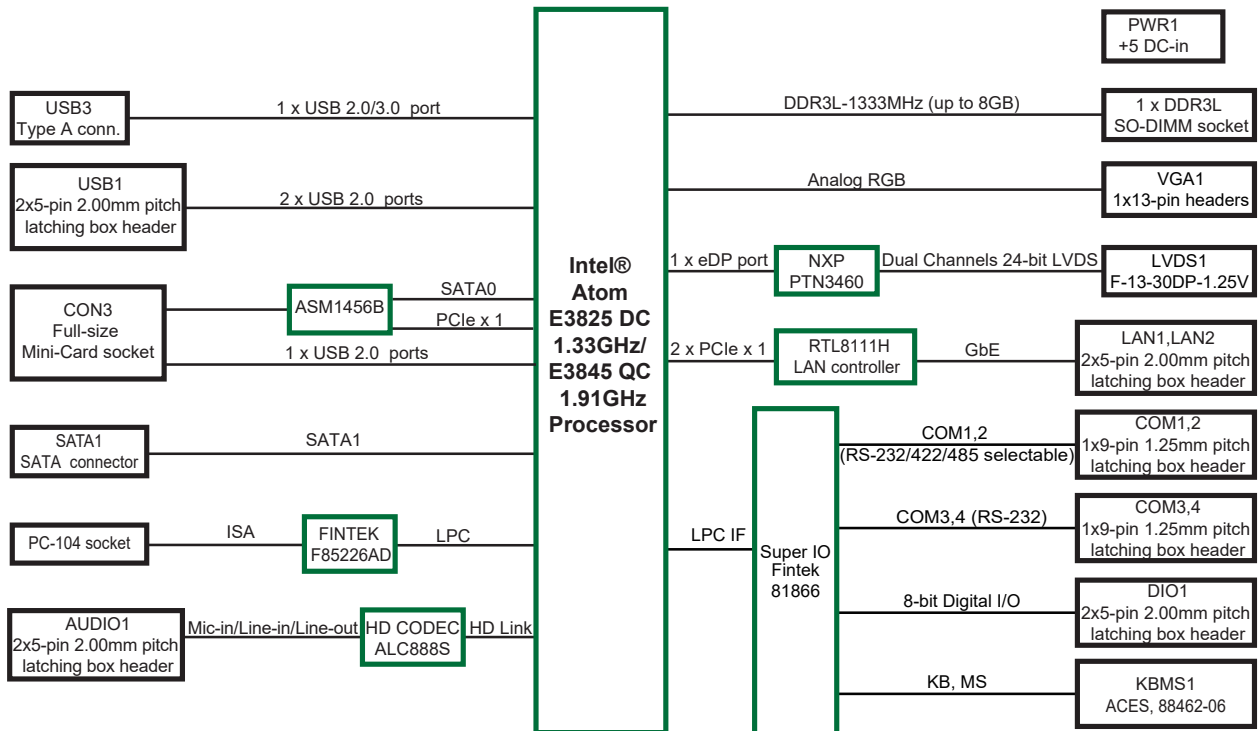 PWR1
+5 DC-in
USB3
Type A conn.
1 x USB 2.0/3.0  port
DDR3L-1333MHz (up to 8GB)
1 x DDR3L
SO-DIMM socket
USB1
2x5-pin 2.00mm pitch
latching box header
2 x USB 2.0  ports
Analog RGB
VGA1
1x13-pin headers
Intel®
Atom
E3825 DC
1.33GHz/
E3845 QC
1.91GHz
Processor
1 x eDP port
NXP
PTN3460
Dual Channels 24-bit LVDS
LVDS1
F-13-30DP-1.25V
CON3
Full-size
Mini-Card socket
ASM1456B
SATA0
PCIe x 1
1 x USB 2.0  ports
2 x PCIe x 1
RTL8111H
LAN controller
GbE
LAN1,LAN2
2x5-pin 2.00mm pitch
latching box header
SATA1
SATA  connector
SATA1
COM1,2
(RS-232/422/485 selectable)
COM1,2
1x9-pin 1.25mm pitch
latching box header
PC-104 socket
ISA
FINTEK
F85226AD
LPC
LPC IF
Super IO
Fintek
81866
COM3,4 (RS-232)
COM3,4
1x9-pin 1.25mm pitch
latching box header
AUDIO1
2x5-pin 2.00mm pitch
latching box header
Mic-in/Line-in/Line-out
HD CODEC
ALC888S
HD Link
8-bit Digital I/O
DIO1
2x5-pin 2.00mm pitch
latching box header
KB, MS
KBMS1
ACES, 88462-06